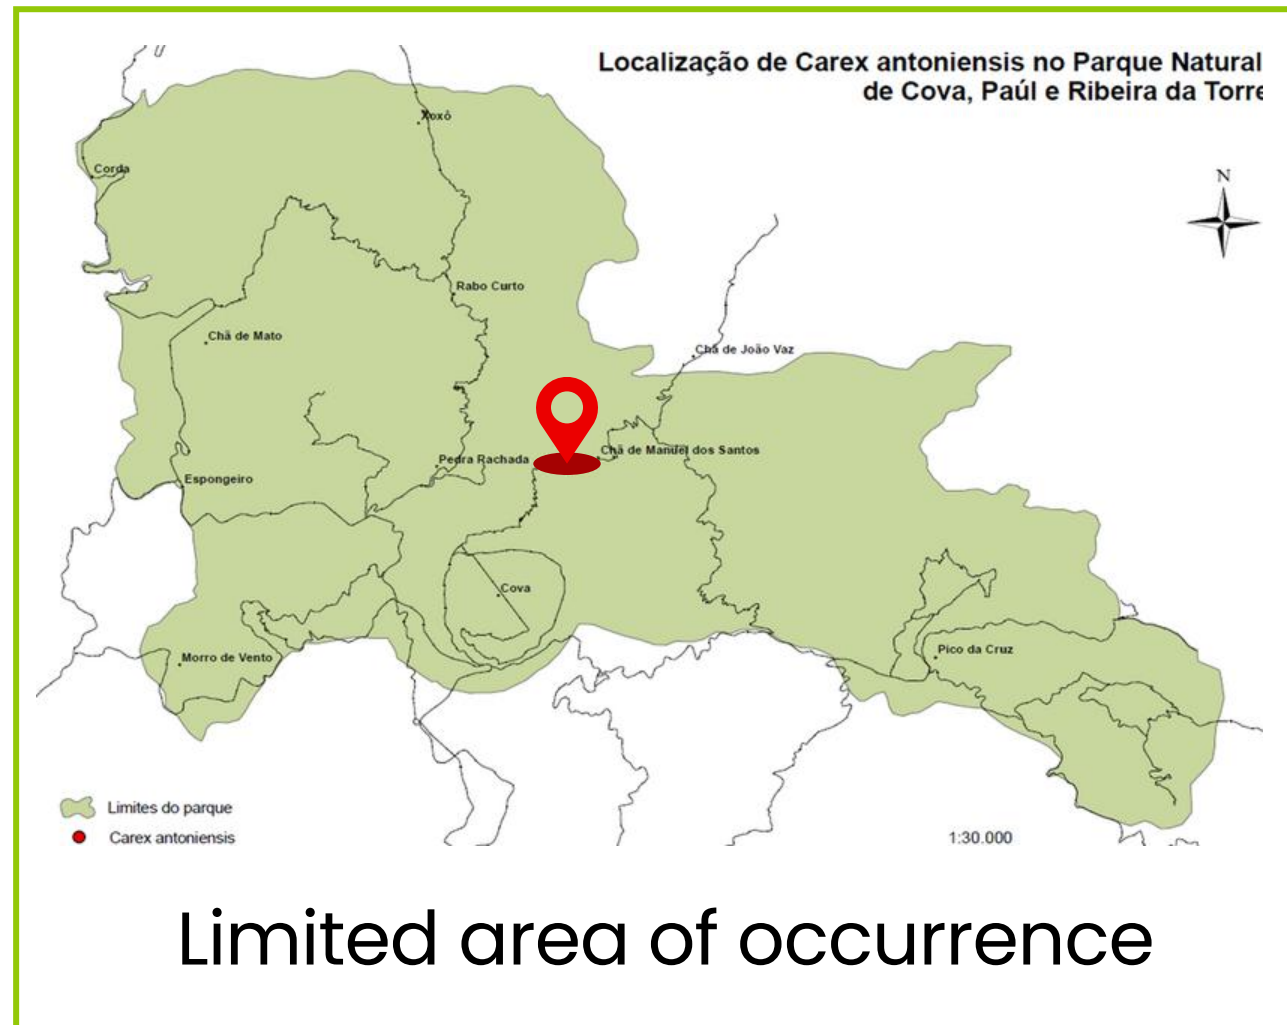 Localização de Carex antoniensis no Parque Natural
de Cova, Paúl e Ribeira da Torre
N
Xoxô
Corda
Rabo Curto
Chã de Mato
Chã de João Vaz
Chã de Manuel dos Santos
Pedra Rachada
Espongeiro
Cova
Pico da Cruz
Morro de Vento
Limites do parque
Carex antoniensis
1:30.000
Limited area of occurrence